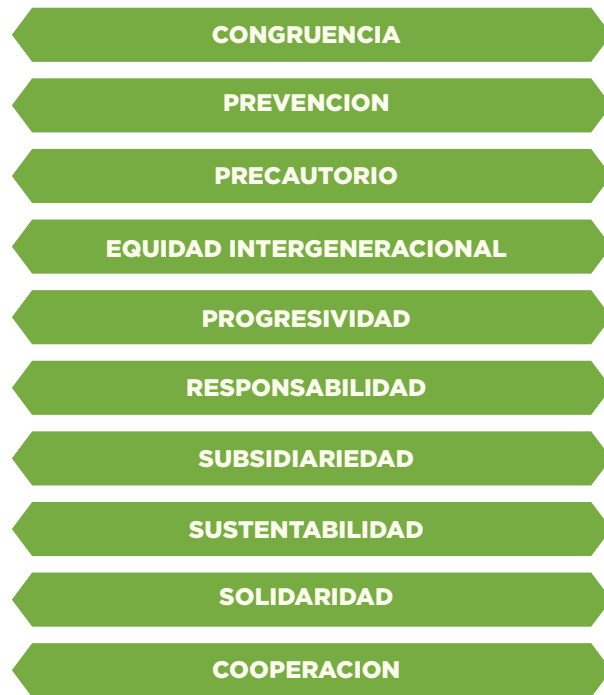 CONGRUENCIA
PREVENCION
PRECAUTORIO
EQUIDAD INTERGENERACIONAL
PROGRESIVIDAD
RESPONSABILIDAD
SUBSIDIARIEDAD
SUSTENTABILIDAD
SOLIDARIDAD
COOPERACION